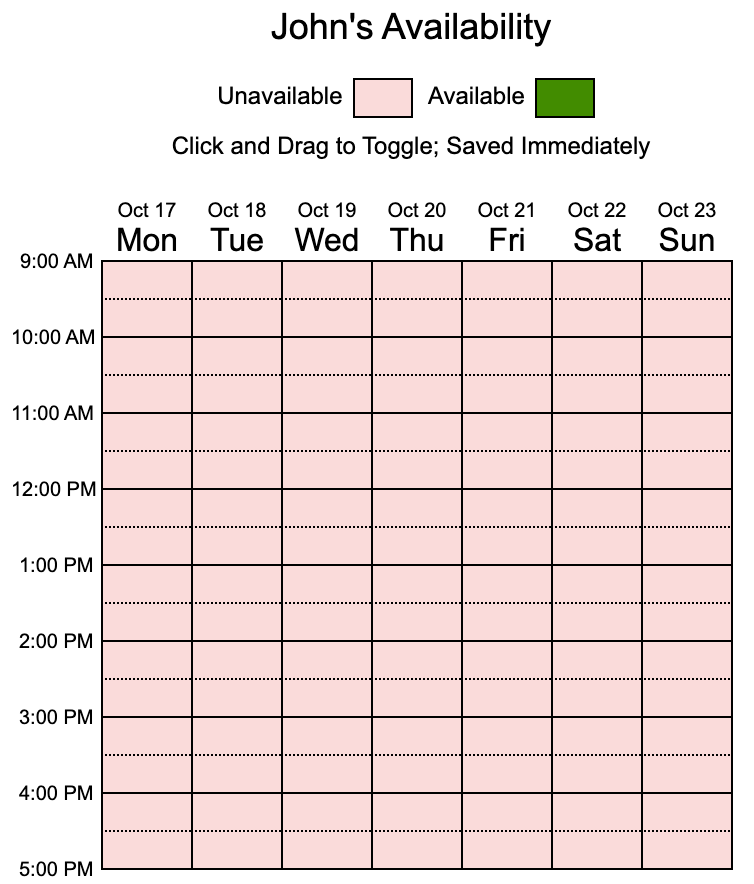 John's Availability
Unavailable Available
Click and Drag to Toggle; Saved Immediately
Oct 17 Oct 18 Oct 19 Oct 20 Oct 21 Oct 22 Oct 23
Mon Tue Wed Thu Fri Sat Sun
9:00 AM
10:00 AM
11:00 AM
12:00 PM
1:00 PM
2:00 PM
3:00 PM
4:00 PM
5:00 PM